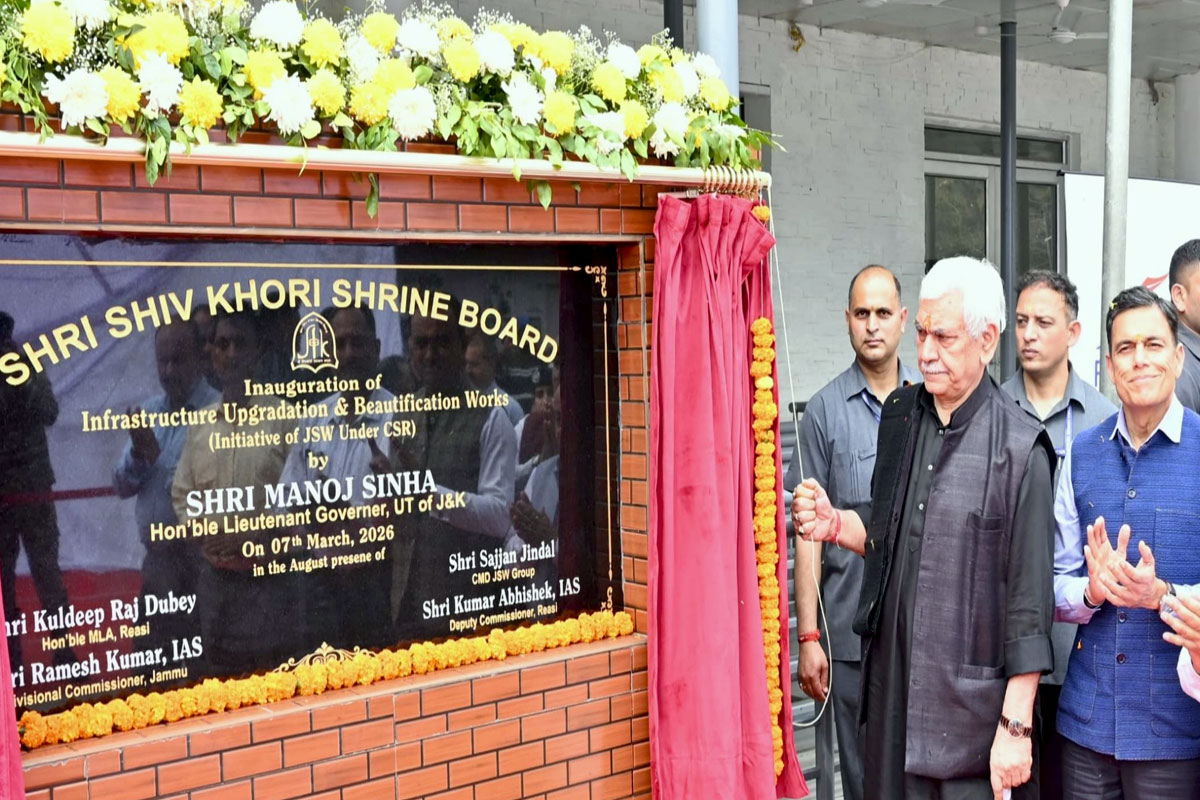 SHRI SHIV KHORI SHRINE BOARD
Inauguration of
Infrastructure Upgradation & Beautification Works
(Initiative of JSW Under CSR)
by
SHRI MANOJ SINHA
Hon'ble Lieutenant Governer, UT of J&K
On 07th March, 2026
in the August presene of
hri Kuldeep Raj Dubey
Hon'ble MLA, Reasi
ri Ramesh Kumar, IAS
ivisional Commissioner, Jammu
Shri Sajjan Jindal
CMD JSW Group
Shri Kumar Abhishek, IAS
Deputy Commissioner, Reasi